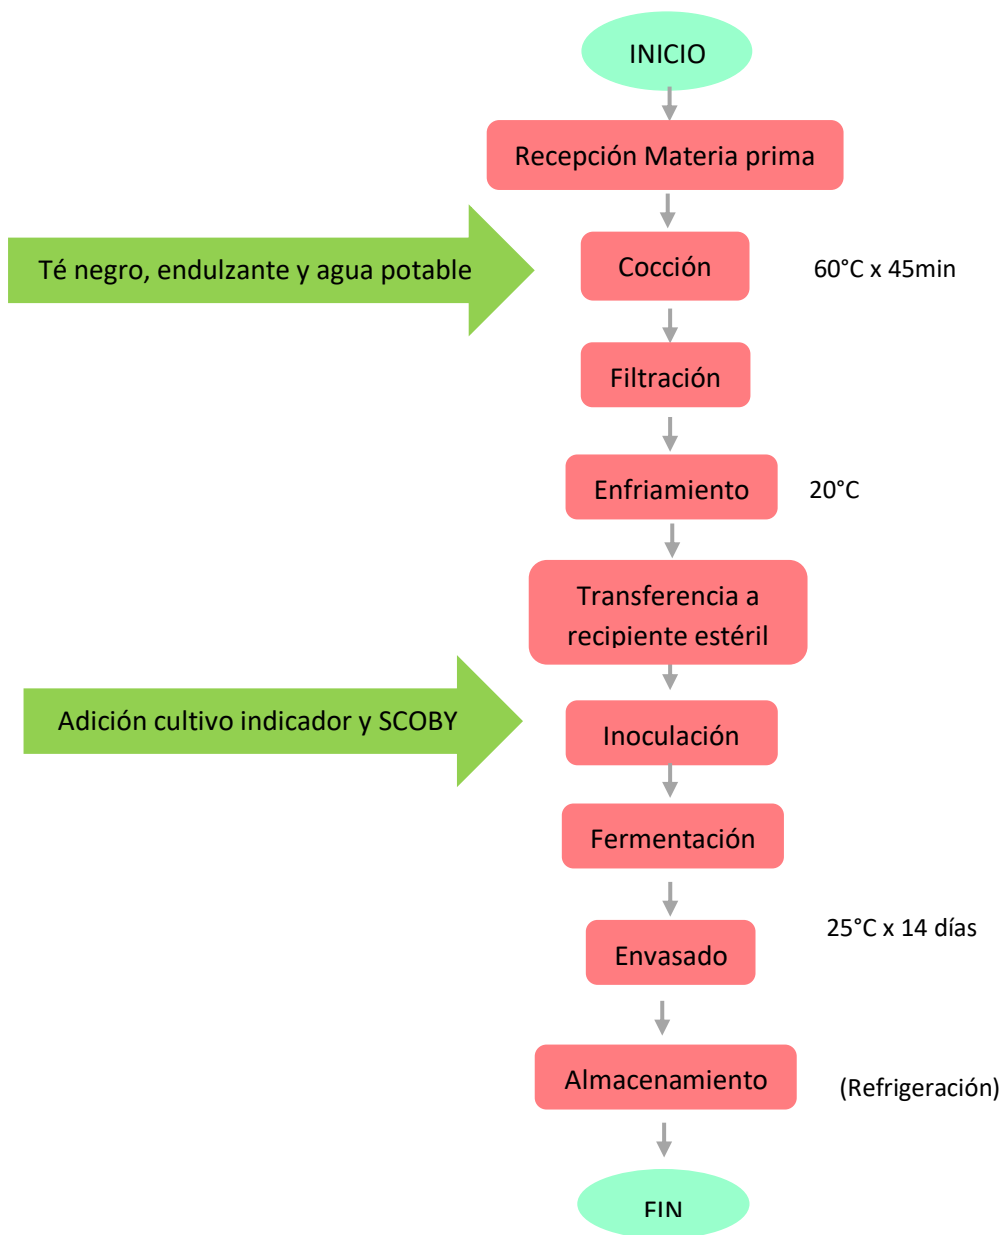 INICIO
Recepción Materia prima
Té negro, endulzante y agua potable
Cocción
60°C x 45min
Filtración
Enfriamiento
20°C
Transferencia a
recipiente estéril
Adición cultivo indicador y SCOBY
Inoculación
Fermentación
25°C x 14 días
Envasado
Almacenamiento
(Refrigeración)
FIN